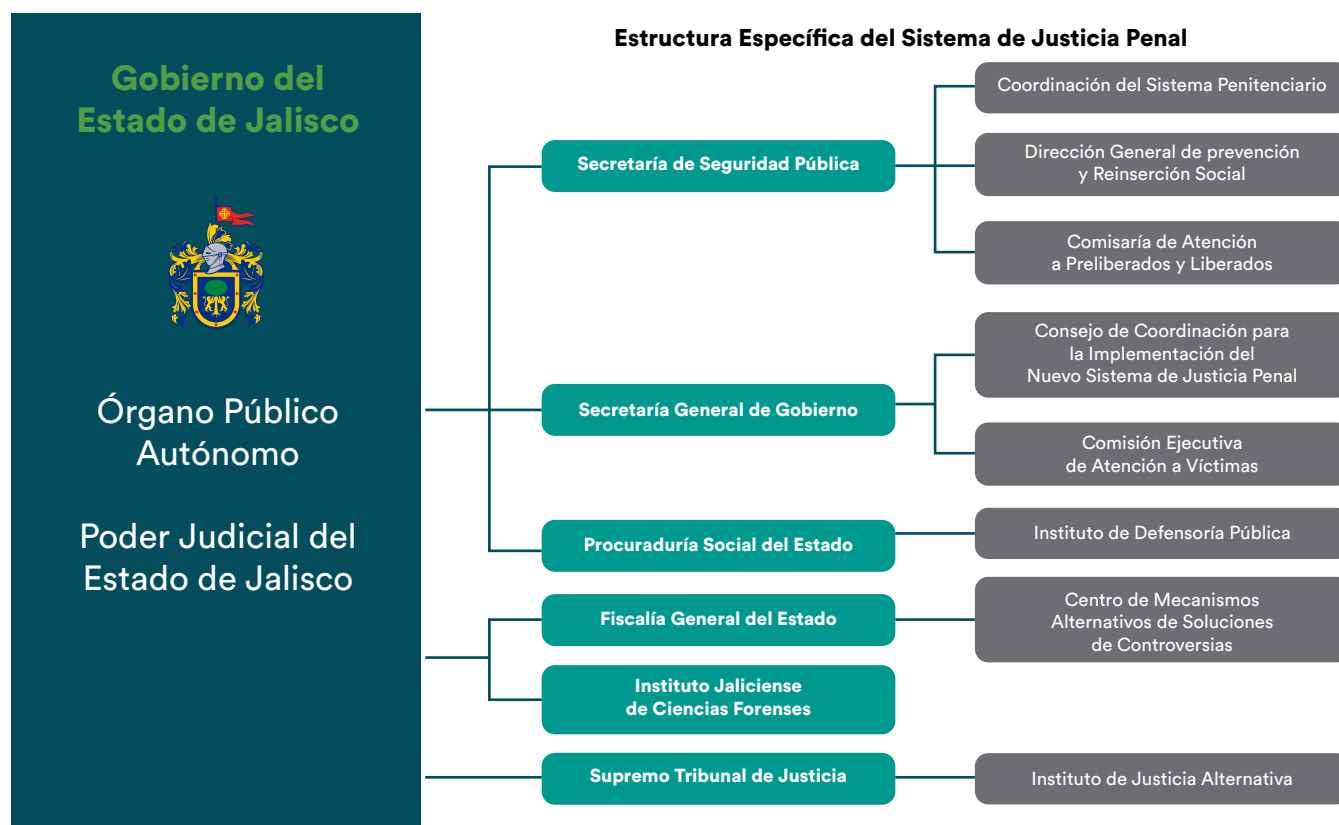 Estructura Específica del Sistema de Justicia Penal
Gobierno del
Estado de Jalisco
Órgano Público
Autónomo
Poder Judicial del
Estado de Jalisco
Secretaría de Seguridad Pública
Coordinación del Sistema Penitenciario
Dirección General de prevención
y Reinserción Social
Comisaría de Atención
a Preliberados y Liberados
Secretaría General de Gobierno
Consejo de Coordinación para
la Implementación del
Nuevo Sistema de Justicia Penal
Comisión Ejecutiva
de Atención a Víctimas
Procuraduría Social del Estado
Instituto de Defensoría Pública
Fiscalía General del Estado
Centro de Mecanismos
Alternativos de Soluciones
de Controversias
Instituto Jaliciense
de Ciencias Forenses
Supremo Tribunal de Justicia
Instituto de Justicia Alternativa